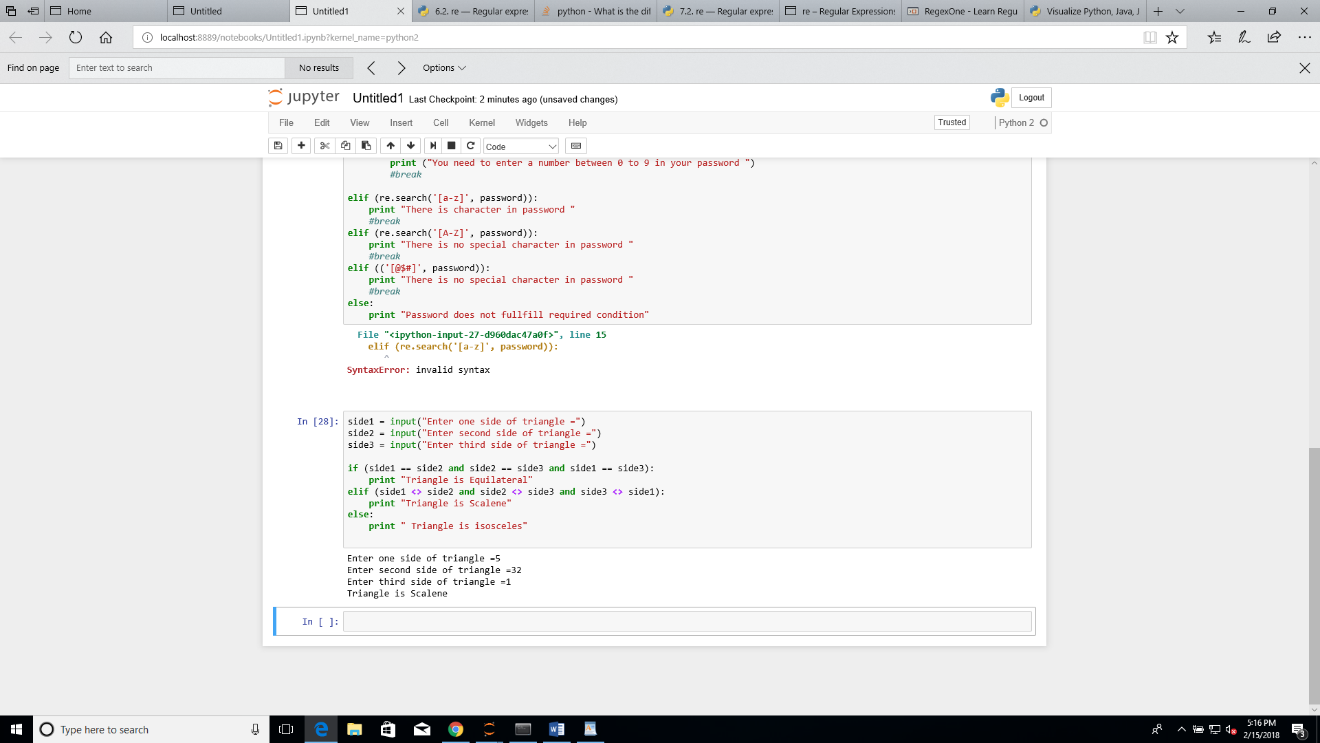 Home
Untitled
Untitled1
6.2. re — Regular expre
python - What is the dif
7.2. re — Regular expre
re – Regular Expressions
RegexOne - Learn Regu
Visualize Python, Java, J
localhost:8889/notebooks/Untitled1.ipynb?kernel_name=python2
Find on page
Enter text to search
No results
Options
jupyter Untitled1 Last Checkpoint: 2 minutes ago (unsaved changes)
Logout
File Edit View Insert Cell Kernel Widgets Help
Trusted
Python 2
Code
print ("You need to enter a number between 0 to 9 in your password ")
#break
elif (re.search('[a-z]', password)):
print "There is character in password "
#break
elif (re.search('[A-Z]', password)):
print "There is no special character in password "
#break
elif (('[@$#]', password)):
print "There is no special character in password "
#break
else:
print "Password does not fullfill required condition"
File "<ipython-input-27-d960dac47a0f>", line 15
elif (re.search('[a-z]', password)):
^
SyntaxError: invalid syntax
In [28]:
side1 = input("Enter one side of triangle =")
side2 = input("Enter second side of triangle =")
side3 = input("Enter third side of triangle =")
if (side1 == side2 and side2 == side3 and side1 == side3):
print "Triangle is Equilateral"
elif (side1 <> side2 and side2 <> side3 and side3 <> side1):
print "Triangle is Scalene"
else:
print " Triangle is isosceles"
Enter one side of triangle =5
Enter second side of triangle =32
Enter third side of triangle =1
Triangle is Scalene
In [ ]:
Type here to search
5:16 PM
2/15/2018
3